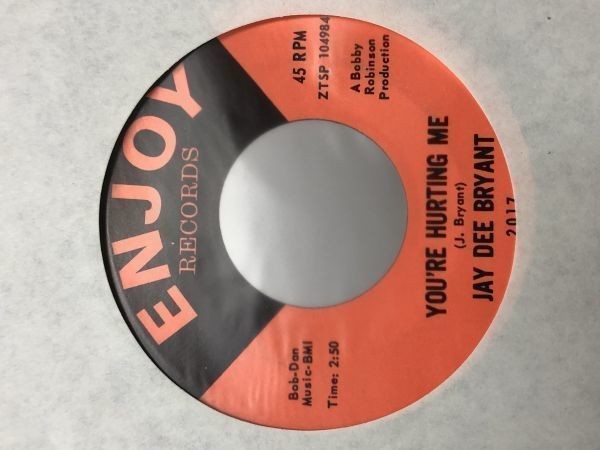 ENJOY
RECORDS
Bob-Dan
Music-BMI
Time: 2:50
45 RPM
ZTSP 104984
A Bobby
Robinson
Production
YOU'RE HURTING ME
(J. Bryant)
JAY DEE BRYANT
2017